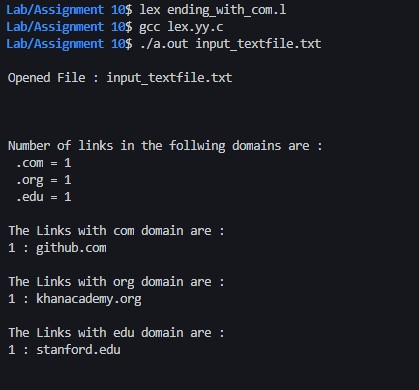 Lab/Assignment 10$ lex ending_with_com.l
Lab/Assignment 10$ gcc lex.yy.c
Lab/Assignment 10$ ./a.out input_textfile.txt
Opened File : input_textfile.txt
Number of links in the follwing domains are :
.com = 1
.org = 1
.edu = 1
The Links with com domain are :
1 : github.com
The Links with org domain are :
1 : khanacademy.org
The Links with edu domain are :
1 : stanford.edu